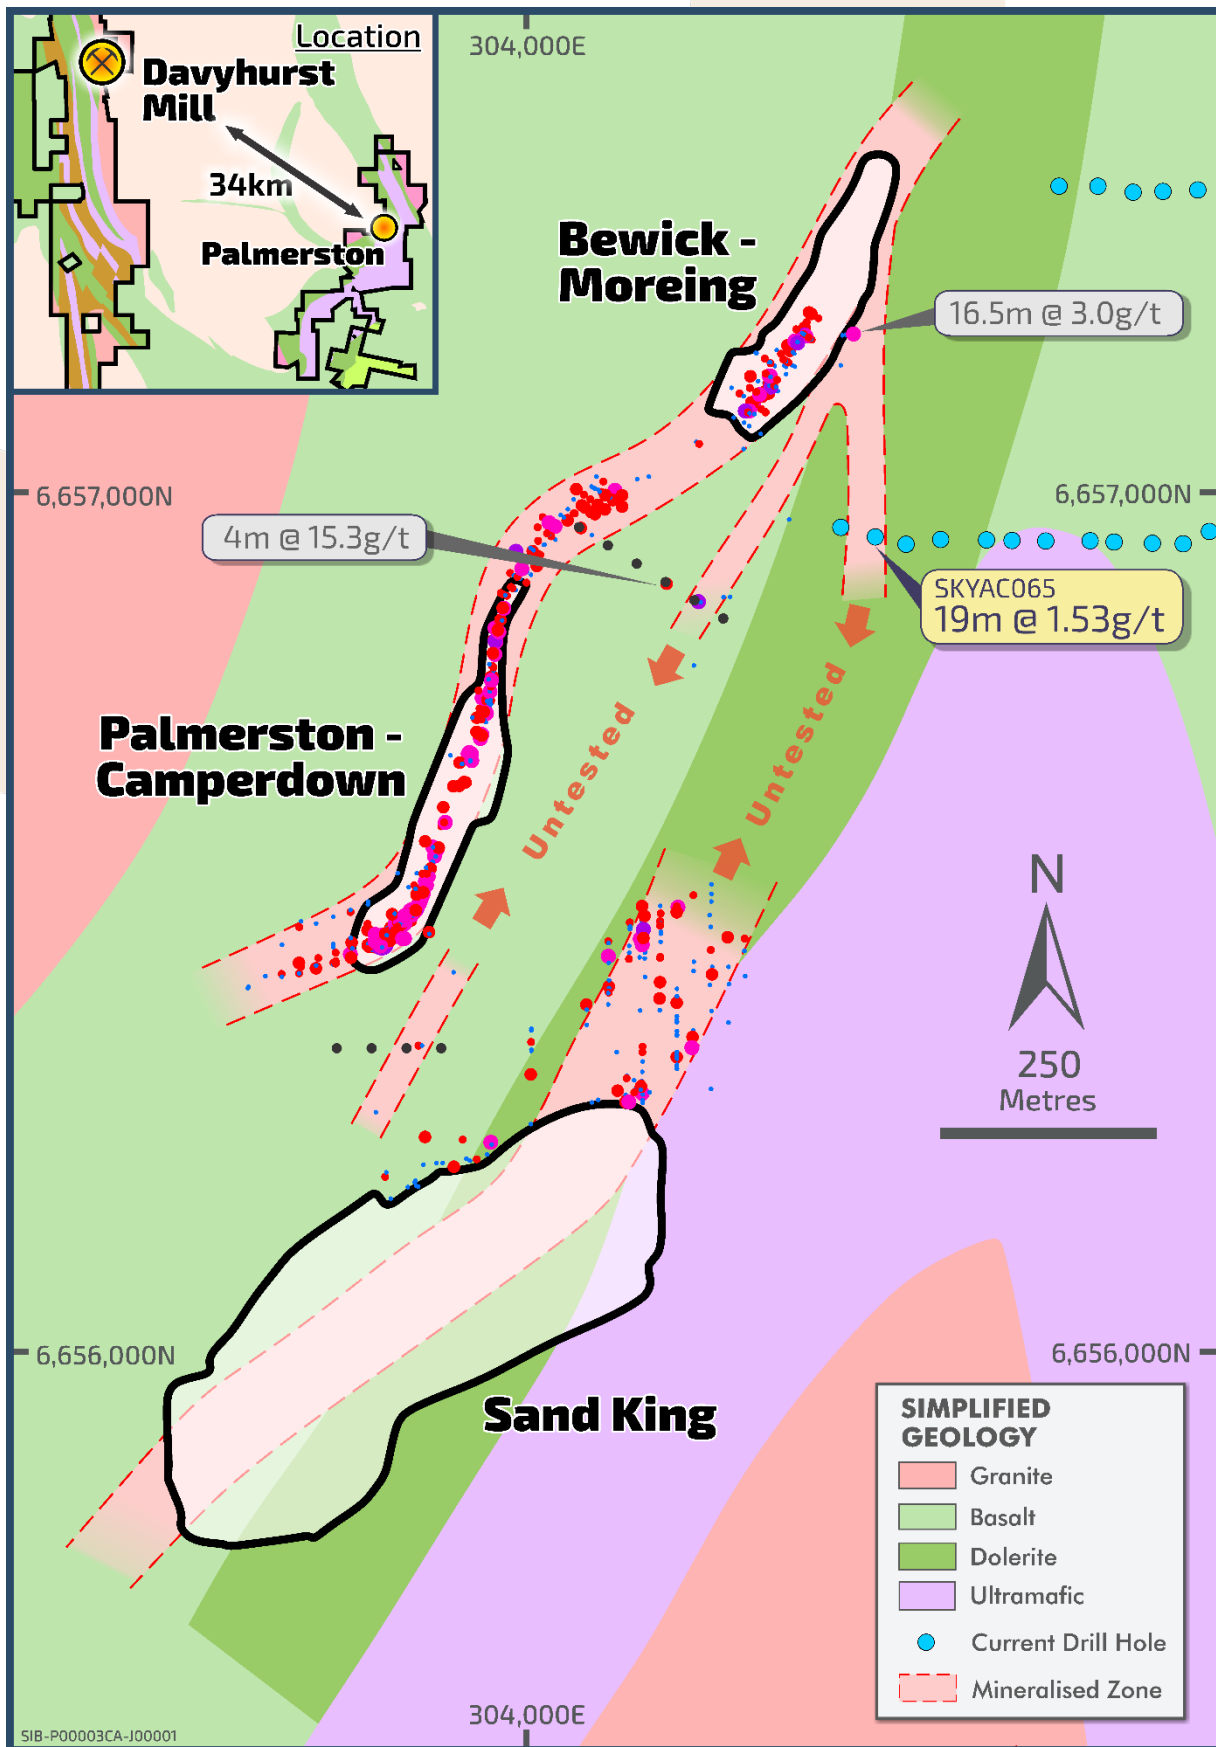 Location
Davyhurst
Mill
34km
Palmerston
304,000E
Bewick -
Moreing
16.5m @ 3.0g/t
6,657,000N
6,657,000N
4m @ 15.3g/t
SKYAC065
19m @ 1.53g/t
Untested
Untested
Palmerston -
Camperdown
N
250
Metres
6,656,000N
6,656,000N
Sand King
SIMPLIFIED
GEOLOGY
Granite
Basalt
Dolerite
Ultramafic
Current Drill Hole
Mineralised Zone
304,000E
SIB-P00003CA-J00001